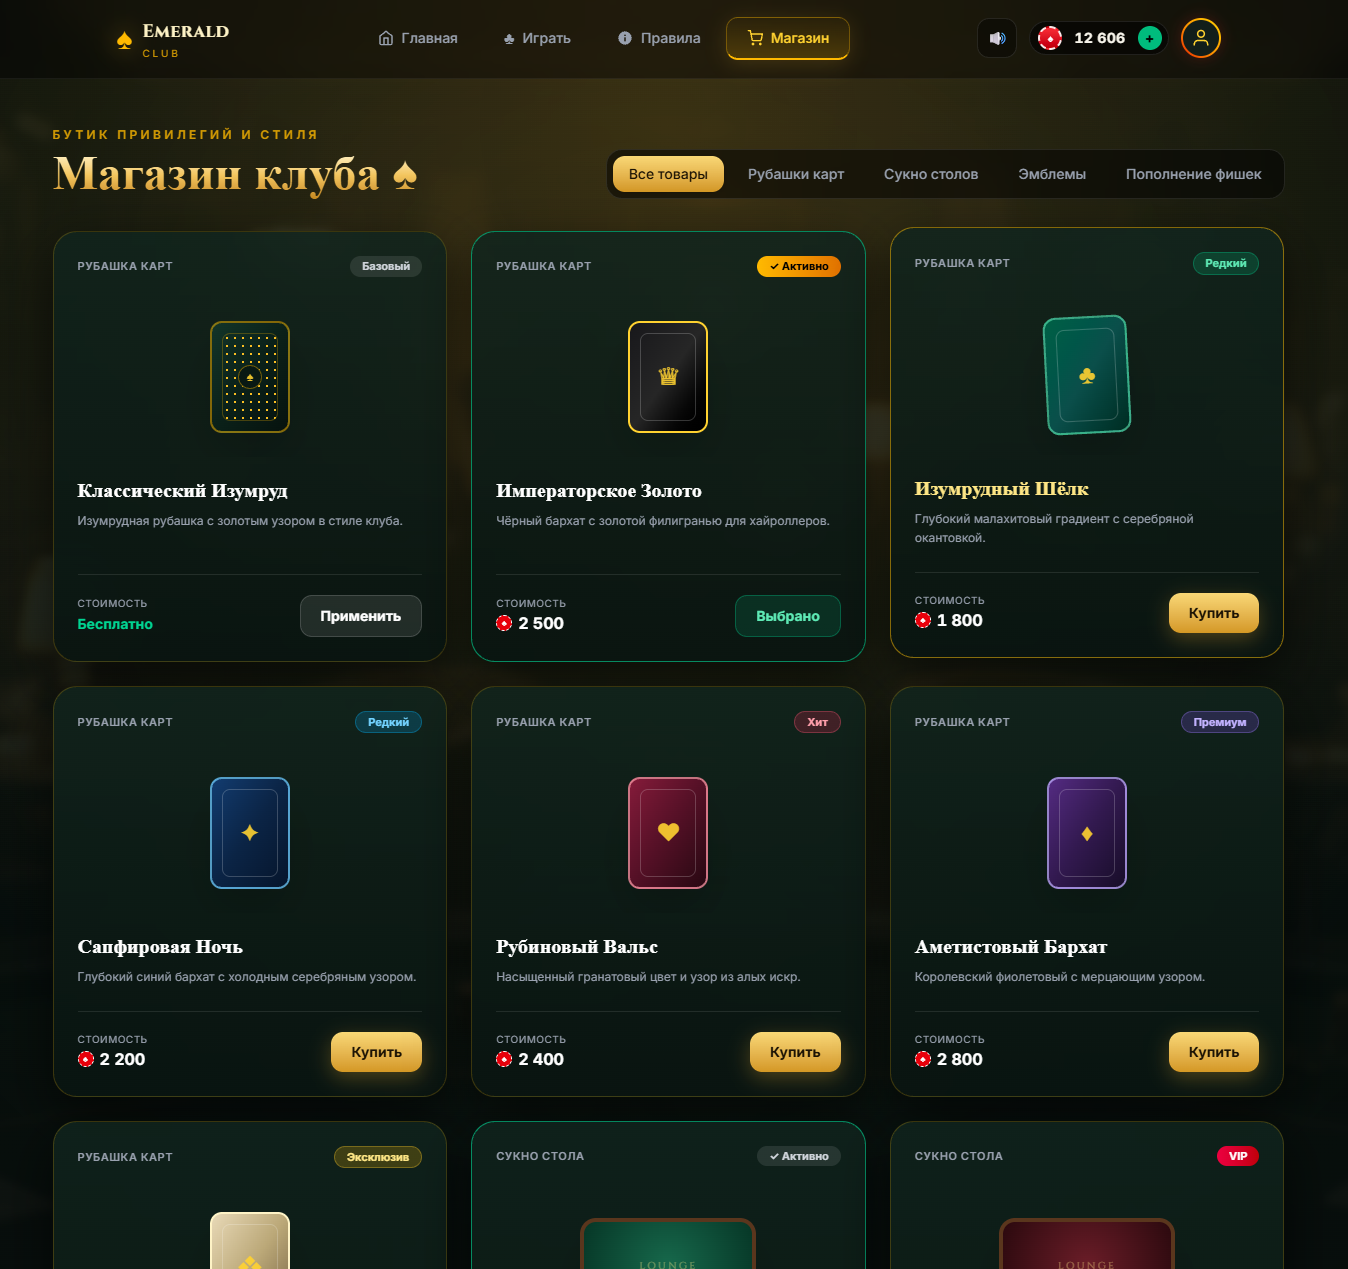 EMERALD
CLUB
Главная
Играть
Правила
Магазин
12 606
+
БУТИК ПРИВИЛЕГИЙ И СТИЛЯ
Магазин клуба ♠
Все товары
Рубашки карт
Сукно столов
Эмблемы
Пополнение фишек
РУБАШКА КАРТ
Базовый
Классический Изумруд
Изумрудная рубашка с золотым узором в стиле клуба.
СТОИМОСТЬ
Бесплатно
Применить
РУБАШКА КАРТ
✓ Активно
Императорское Золото
Чёрный бархат с золотой филигранью для хайроллеров.
СТОИМОСТЬ
2 500
Выбрано
РУБАШКА КАРТ
Редкий
Изумрудный Шёлк
Глубокий малахитовый градиент с серебряной
окантовкой.
СТОИМОСТЬ
1 800
Купить
РУБАШКА КАРТ
Редкий
Сапфировая Ночь
Глубокий синий бархат с холодным серебряным узором.
СТОИМОСТЬ
2 200
Купить
РУБАШКА КАРТ
Хит
Рубиновый Вальс
Насыщенный гранатовый цвет и узор из алых искр.
СТОИМОСТЬ
2 400
Купить
РУБАШКА КАРТ
Премиум
Аметистовый Бархат
Королевский фиолетовый с мерцающим узором.
СТОИМОСТЬ
2 800
Купить
РУБАШКА КАРТ
Эксклюзив
СУКНО СТОЛА
✓ Активно
LOUNGE
СУКНО СТОЛА
VIP
LOUNGE